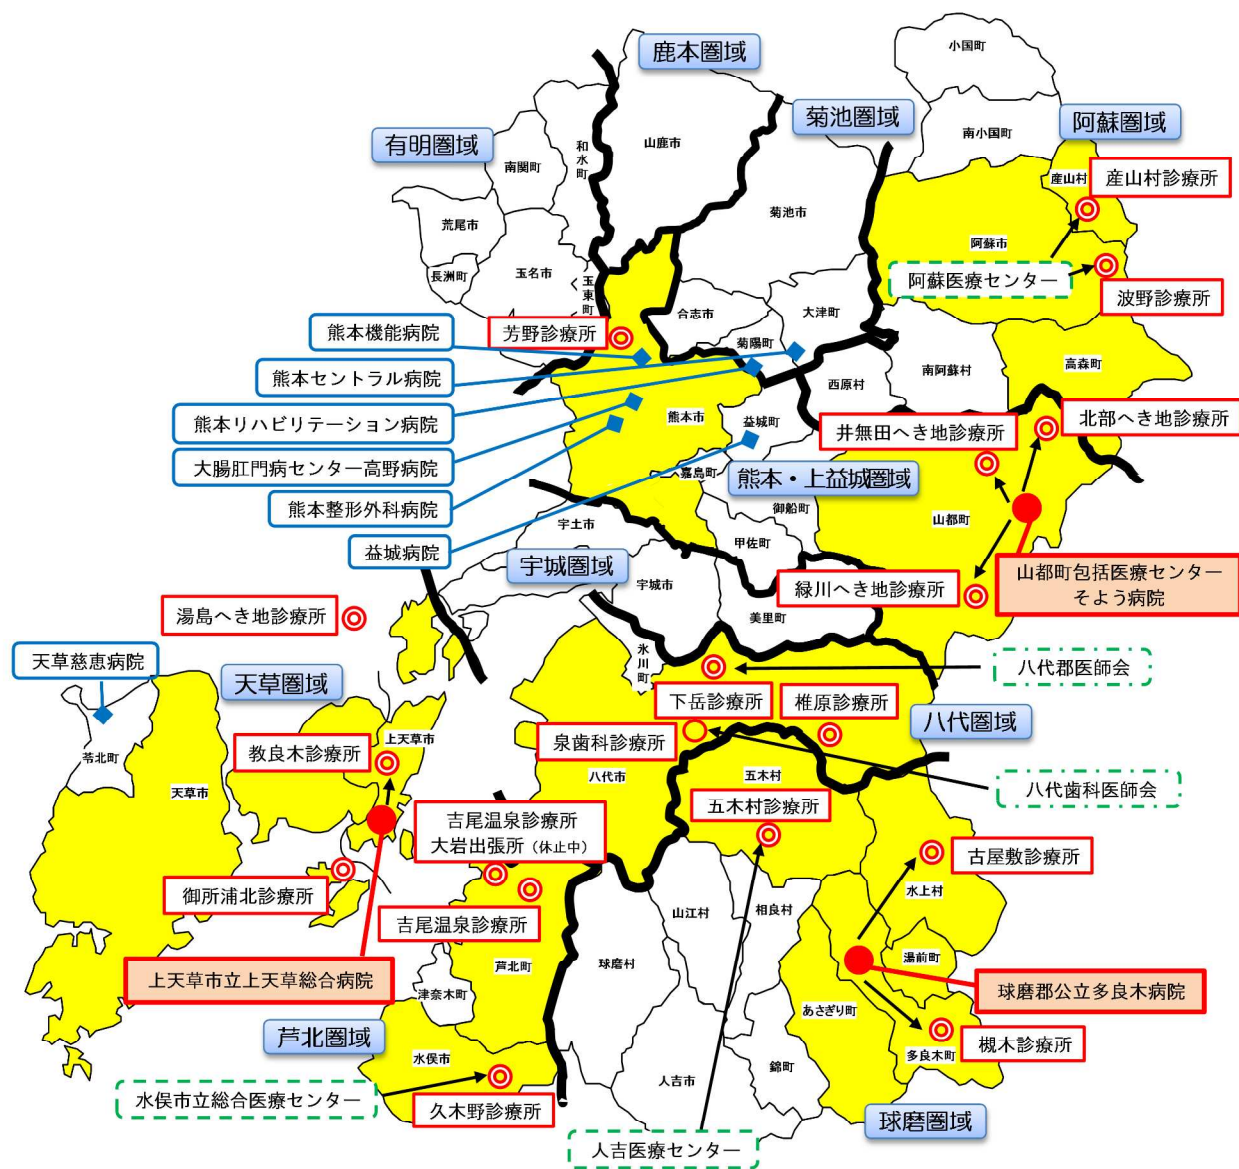 小国町
鹿本圏域
菊池圏域
阿蘇圏域
南小国町
有明圏域
和水町
山鹿市
南関町
産山村
産山村診療所
菊池市
荒尾市
阿蘇市
長洲町
玉名市
玉東町
阿蘇医療センター
波野診療所
合志市
大津町
熊本機能病院
芳野診療所
菊陽町
高森町
熊本セントラル病院
西原村
南阿蘇村
熊本リハビリテーション病院
熊本市
益城町
井無田へき地診療所
北部へき地診療所
大腸肛門病センター高野病院
嘉島町
熊本・上益城圏域
熊本整形外科病院
御船町
山都町
宇土市
甲佐町
益城病院
宇城圏域
宇城市
緑川へき地診療所
山都町包括医療センター
そよう病院
湯島へき地診療所
美里町
天草慈恵病院
氷川町
八代郡医師会
天草圏域
下岳診療所
椎原診療所
八代圏域
上天草市
泉歯科診療所
教良木診療所
苓北町
八代市
五木村
天草市
八代歯科医師会
五木村診療所
吉尾温泉診療所
大岩出張所（休止中）
古屋敷診療所
御所浦北診療所
水上村
山江村
相良村
吉尾温泉診療所
湯前町
芦北町
球磨村
上天草市立上天草総合病院
球磨郡公立多良木病院
津奈木町
あさぎり町
芦北圏域
槻木診療所
水俣市
多良木町
錦町
人吉市
水俣市立総合医療センター
久木野診療所
球磨圏域
人吉医療センター